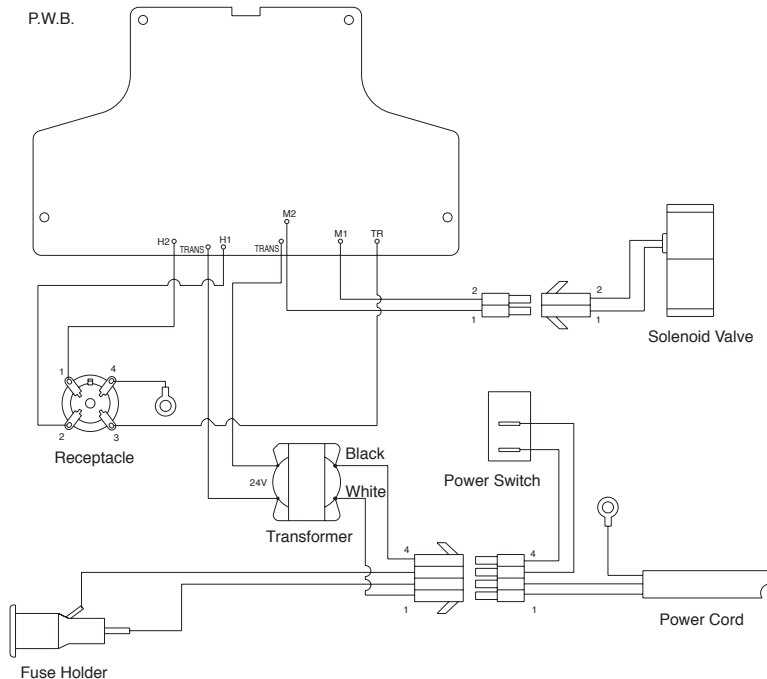 P.W.B.
M2
H2
TRANS
H1
TRANS
M1
TR
2
1
2
1
Solenoid Valve
1
4
2
3
Receptacle
24V
Black
White
Transformer
Power Switch
4
1
4
1
Power Cord
Fuse Holder